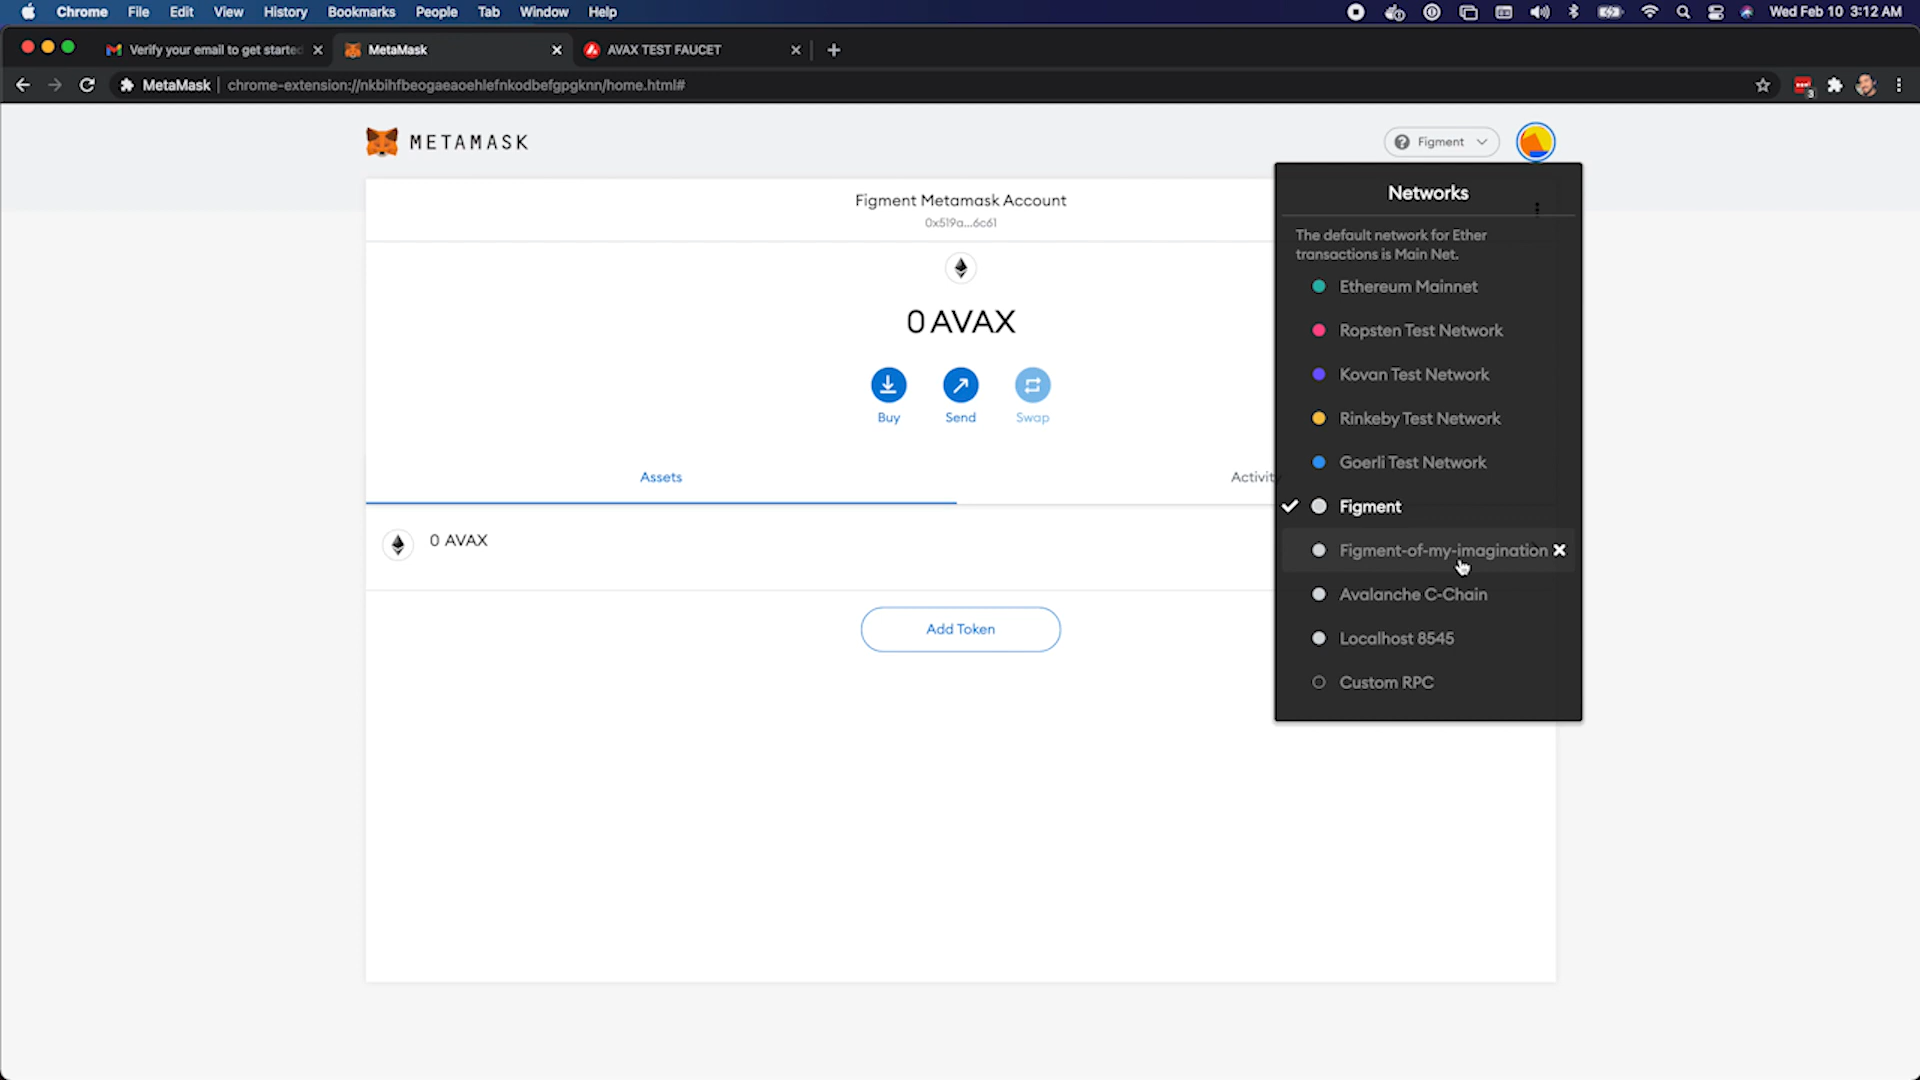 Chrome File Edit View History Bookmarks People Tab Window Help Wed Feb 10 3:12 AM
Verify your email to get started MetaMask AVAX TEST FAUCET
MetaMask chrome-extension://nkbihfbeogaeaoehlefnkodbefgpgknn/home.html# 3
METAMASK
Figment
Figment Metamask Account
0x519a...6c61
0 AVAX
Buy Send Swap
Assets Activity
0 AVAX
Add Token
Networks
The default network for Ether
transactions is Main Net.
Ethereum Mainnet
Ropsten Test Network
Kovan Test Network
Rinkeby Test Network
Goerli Test Network
Figment
Figment-of-my-imagination
Avalanche C-Chain
Localhost 8545
Custom RPC